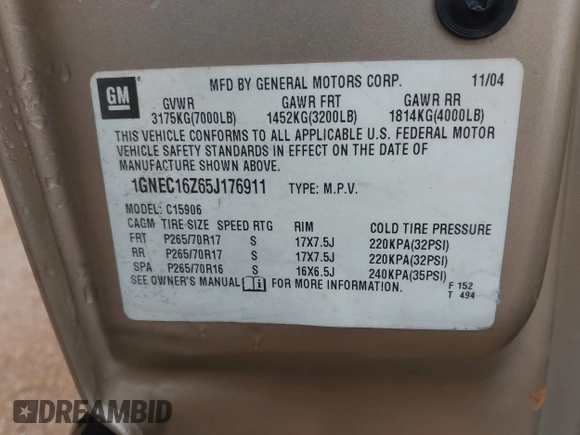 GM
MFD BY GENERAL MOTORS CORP. 11/04
GVWR GAWR FRT GAWR RR
3175KG(7000LB) 1452KG(3200LB) 1814KG(4000LB)
THIS VEHICLE CONFORMS TO ALL APPLICABLE U.S. FEDERAL MOTOR
VEHICLE SAFETY STANDARDS IN EFFECT ON THE DATE OF
MANUFACTURE SHOWN ABOVE.
1GNEC16Z65J176911 TYPE: M.P.V.
MODEL: C15906
CAGM TIRE-SIZE SPEED RTG RIM COLD TIRE PRESSURE
FRT P265/70R17 S 17X7.5J 220KPA(32PSI)
RR P265/70R17 S 17X7.5J 220KPA(32PSI)
SPA P265/70R16 S 16X6.5J 240KPA(35PSI)
SEE OWNER'S MANUAL FOR MORE INFORMATION.
F 152
T 494
DREAMBID